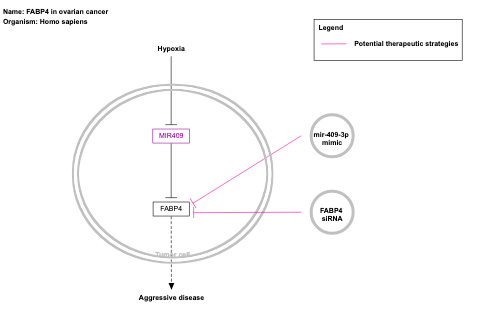 Name: FABP4 in ovarian cancer
Organism: Homo sapiens
Legend
Potential therapeutic strategies
Hypoxia
MIR409
mir-409-3p
mimic
FABP4
FABP4
siRNA
Tumor cell
Aggressive disease